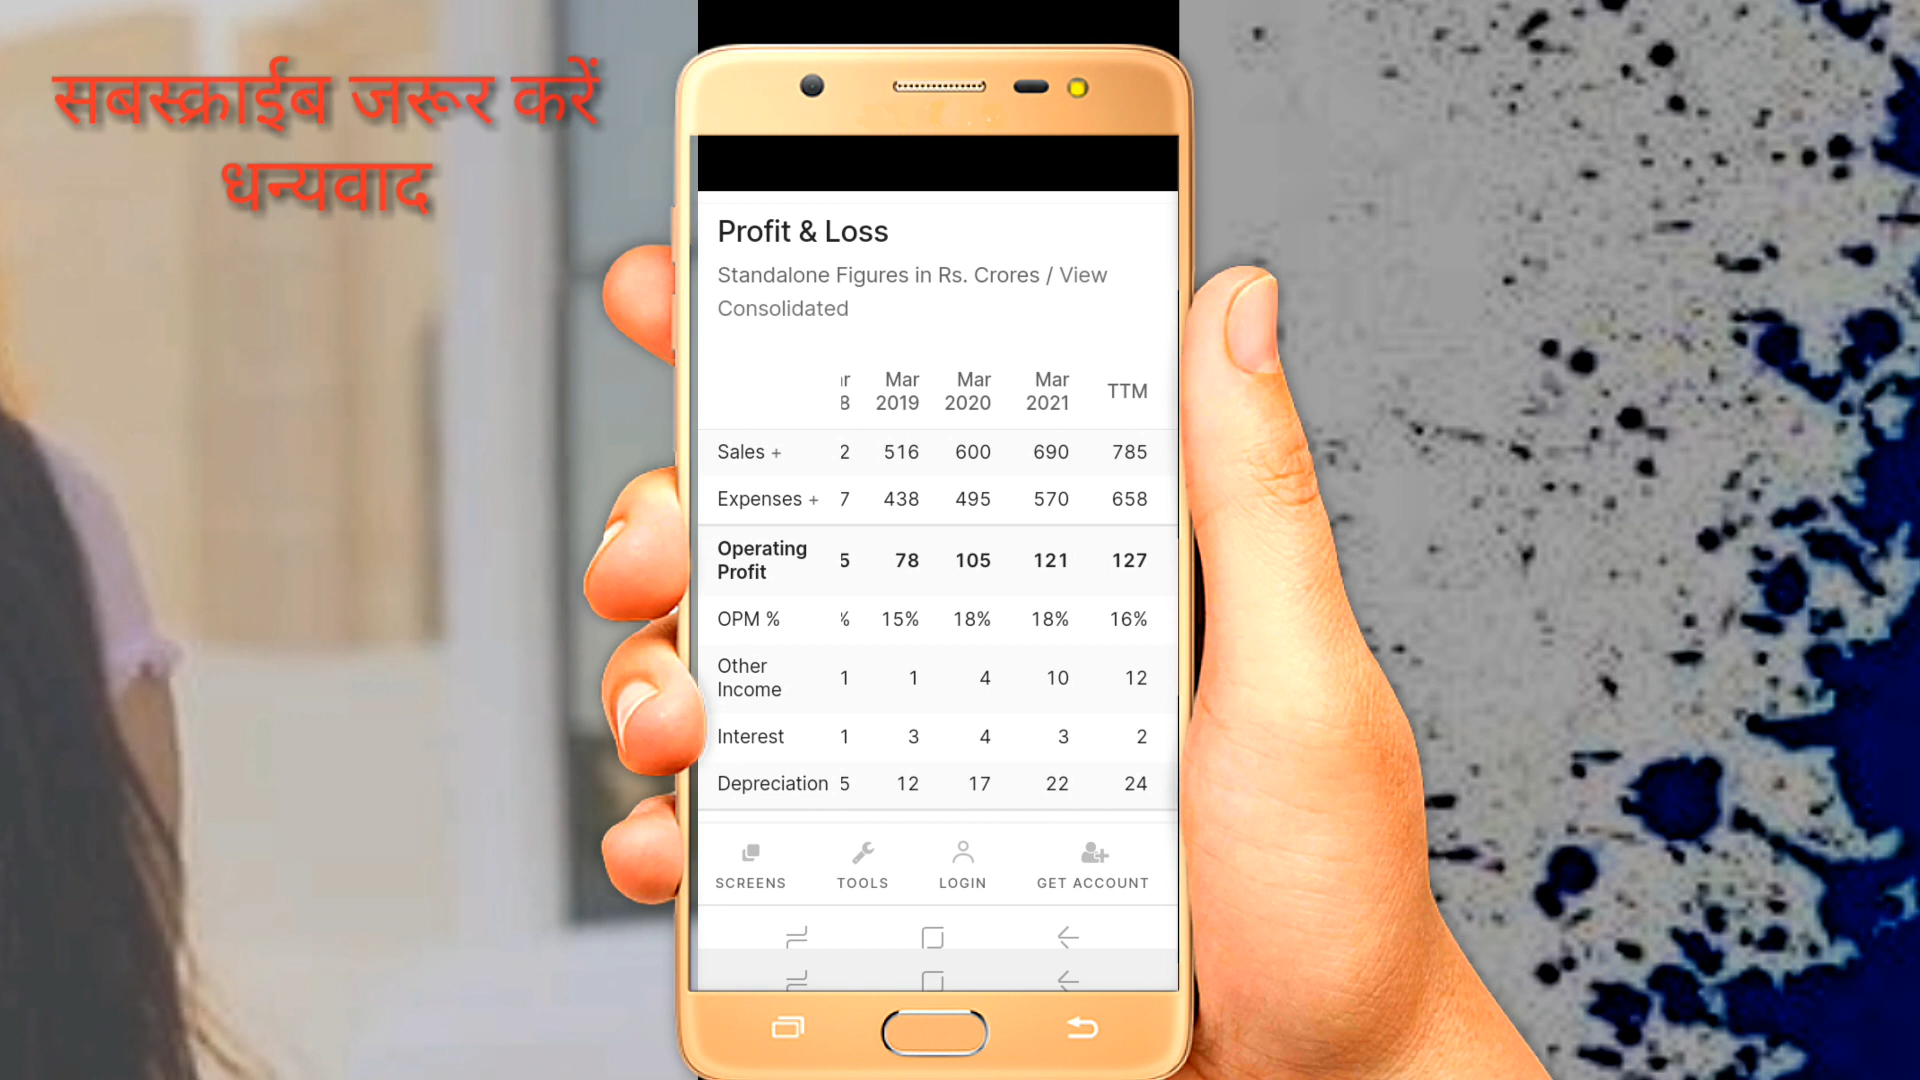 सबस्क्राईब जरूर करें
धन्यवाद
Profit & Loss
Standalone Figures in Rs. Crores / View
Consolidated
Mar 2019 Mar 2020 Mar 2021 TTM
Sales + 2 516 600 690 785
Expenses + 7 438 495 570 658
Operating Profit 5 78 105 121 127
OPM % % 15% 18% 18% 16%
Other Income 1 1 4 10 12
Interest 1 3 4 3 2
Depreciation 5 12 17 22 24
SCREENS TOOLS LOGIN GET ACCOUNT